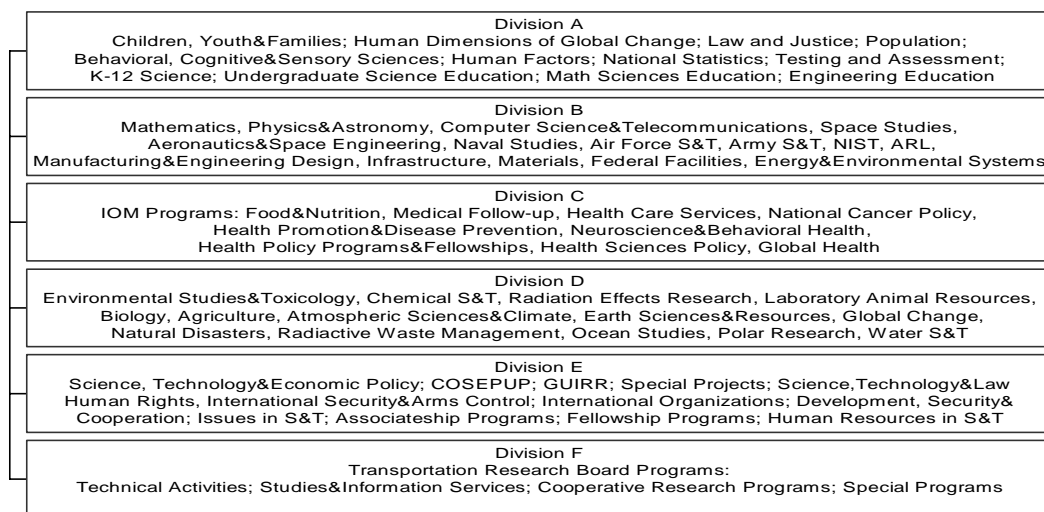 Division A
Children, Youth&Families; Human Dimensions of Global Change; Law and Justice; Population;
Behavioral, Cognitive&Sensory Sciences; Human Factors; National Statistics; Testing and Assessment;
K-12 Science; Undergraduate Science Education; Math Sciences Education; Engineering Education
Division B
Mathematics, Physics&Astronomy, Computer Science&Telecommunications, Space Studies,
Aeronautics&Space Engineering, Naval Studies, Air Force S&T, Army S&T, NIST, ARL,
Manufacturing&Engineering Design, Infrastructure, Materials, Federal Facilities, Energy&Environmental Systems
Division C
IOM Programs: Food&Nutrition, Medical Follow-up, Health Care Services, National Cancer Policy,
Health Promotion&Disease Prevention, Neuroscience&Behavioral Health,
Health Policy Programs&Fellowships, Health Sciences Policy, Global Health
Division D
Environmental Studies&Toxicology, Chemical S&T, Radiation Effects Research, Laboratory Animal Resources,
Biology, Agriculture, Atmospheric Sciences&Climate, Earth Sciences&Resources, Global Change,
Natural Disasters, Radiactive Waste Management, Ocean Studies, Polar Research, Water S&T
Division E
Science, Technology&Economic Policy; COSEPUP; GUIRR; Special Projects; Science,Technology&Law
Human Rights, International Security&Arms Control; International Organizations; Development, Security&
Cooperation; Issues in S&T; Associateship Programs; Fellowship Programs; Human Resources in S&T
Division F
Transportation Research Board Programs:
Technical Activities; Studies&Information Services; Cooperative Research Programs; Special Programs